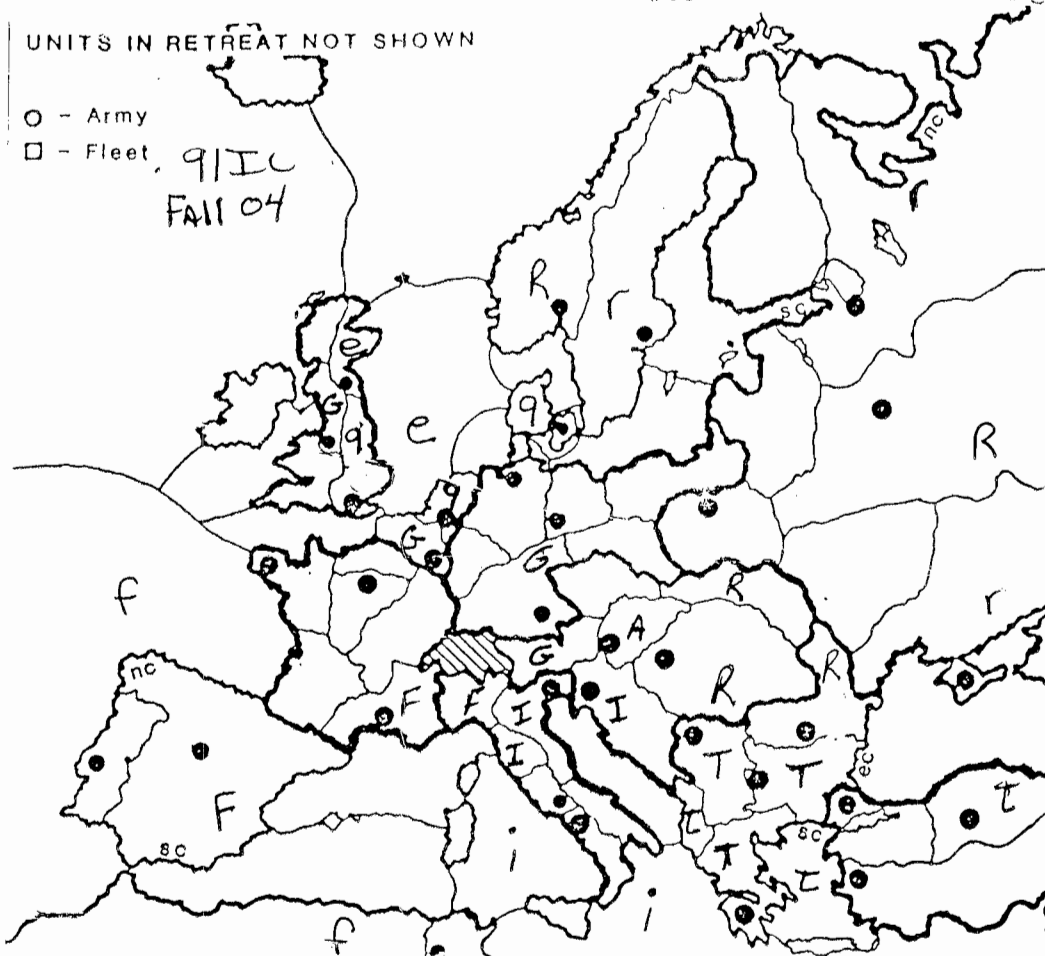 UNITS IN RETREAT NOT SHOWN
O - Army
□ - Fleet
91IC
FAll 04
nc
R
R
r
sc
e
i
G
g
e
g
R
g
G
G
R
f
A
r
G
R
R
nc
F
F
I
I
I
T
T
ec
F
t
t
sc
sc
T
t
i
i
f